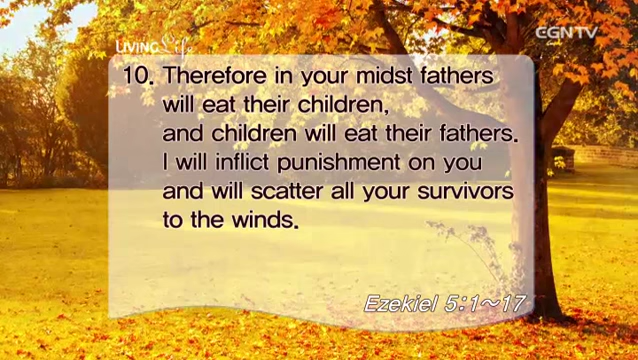 LIVING Life
CGNTV
10. Therefore in your midst fathers
will eat their children,
and children will eat their fathers.
I will inflict punishment on you
and will scatter all your survivors
to the winds.
Ezekiel 5:1~17